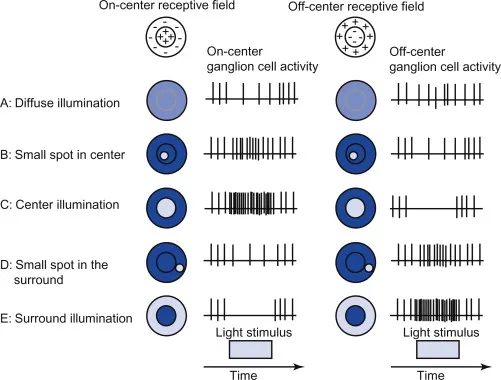 On-center receptive field
Off-center receptive field
On-center
ganglion cell activity
Off-center
ganglion cell activity
A: Diffuse illumination
B: Small spot in center
C: Center illumination
D: Small spot in the
surround
E: Surround illumination
Light stimulus
Light stimulus
Time
Time